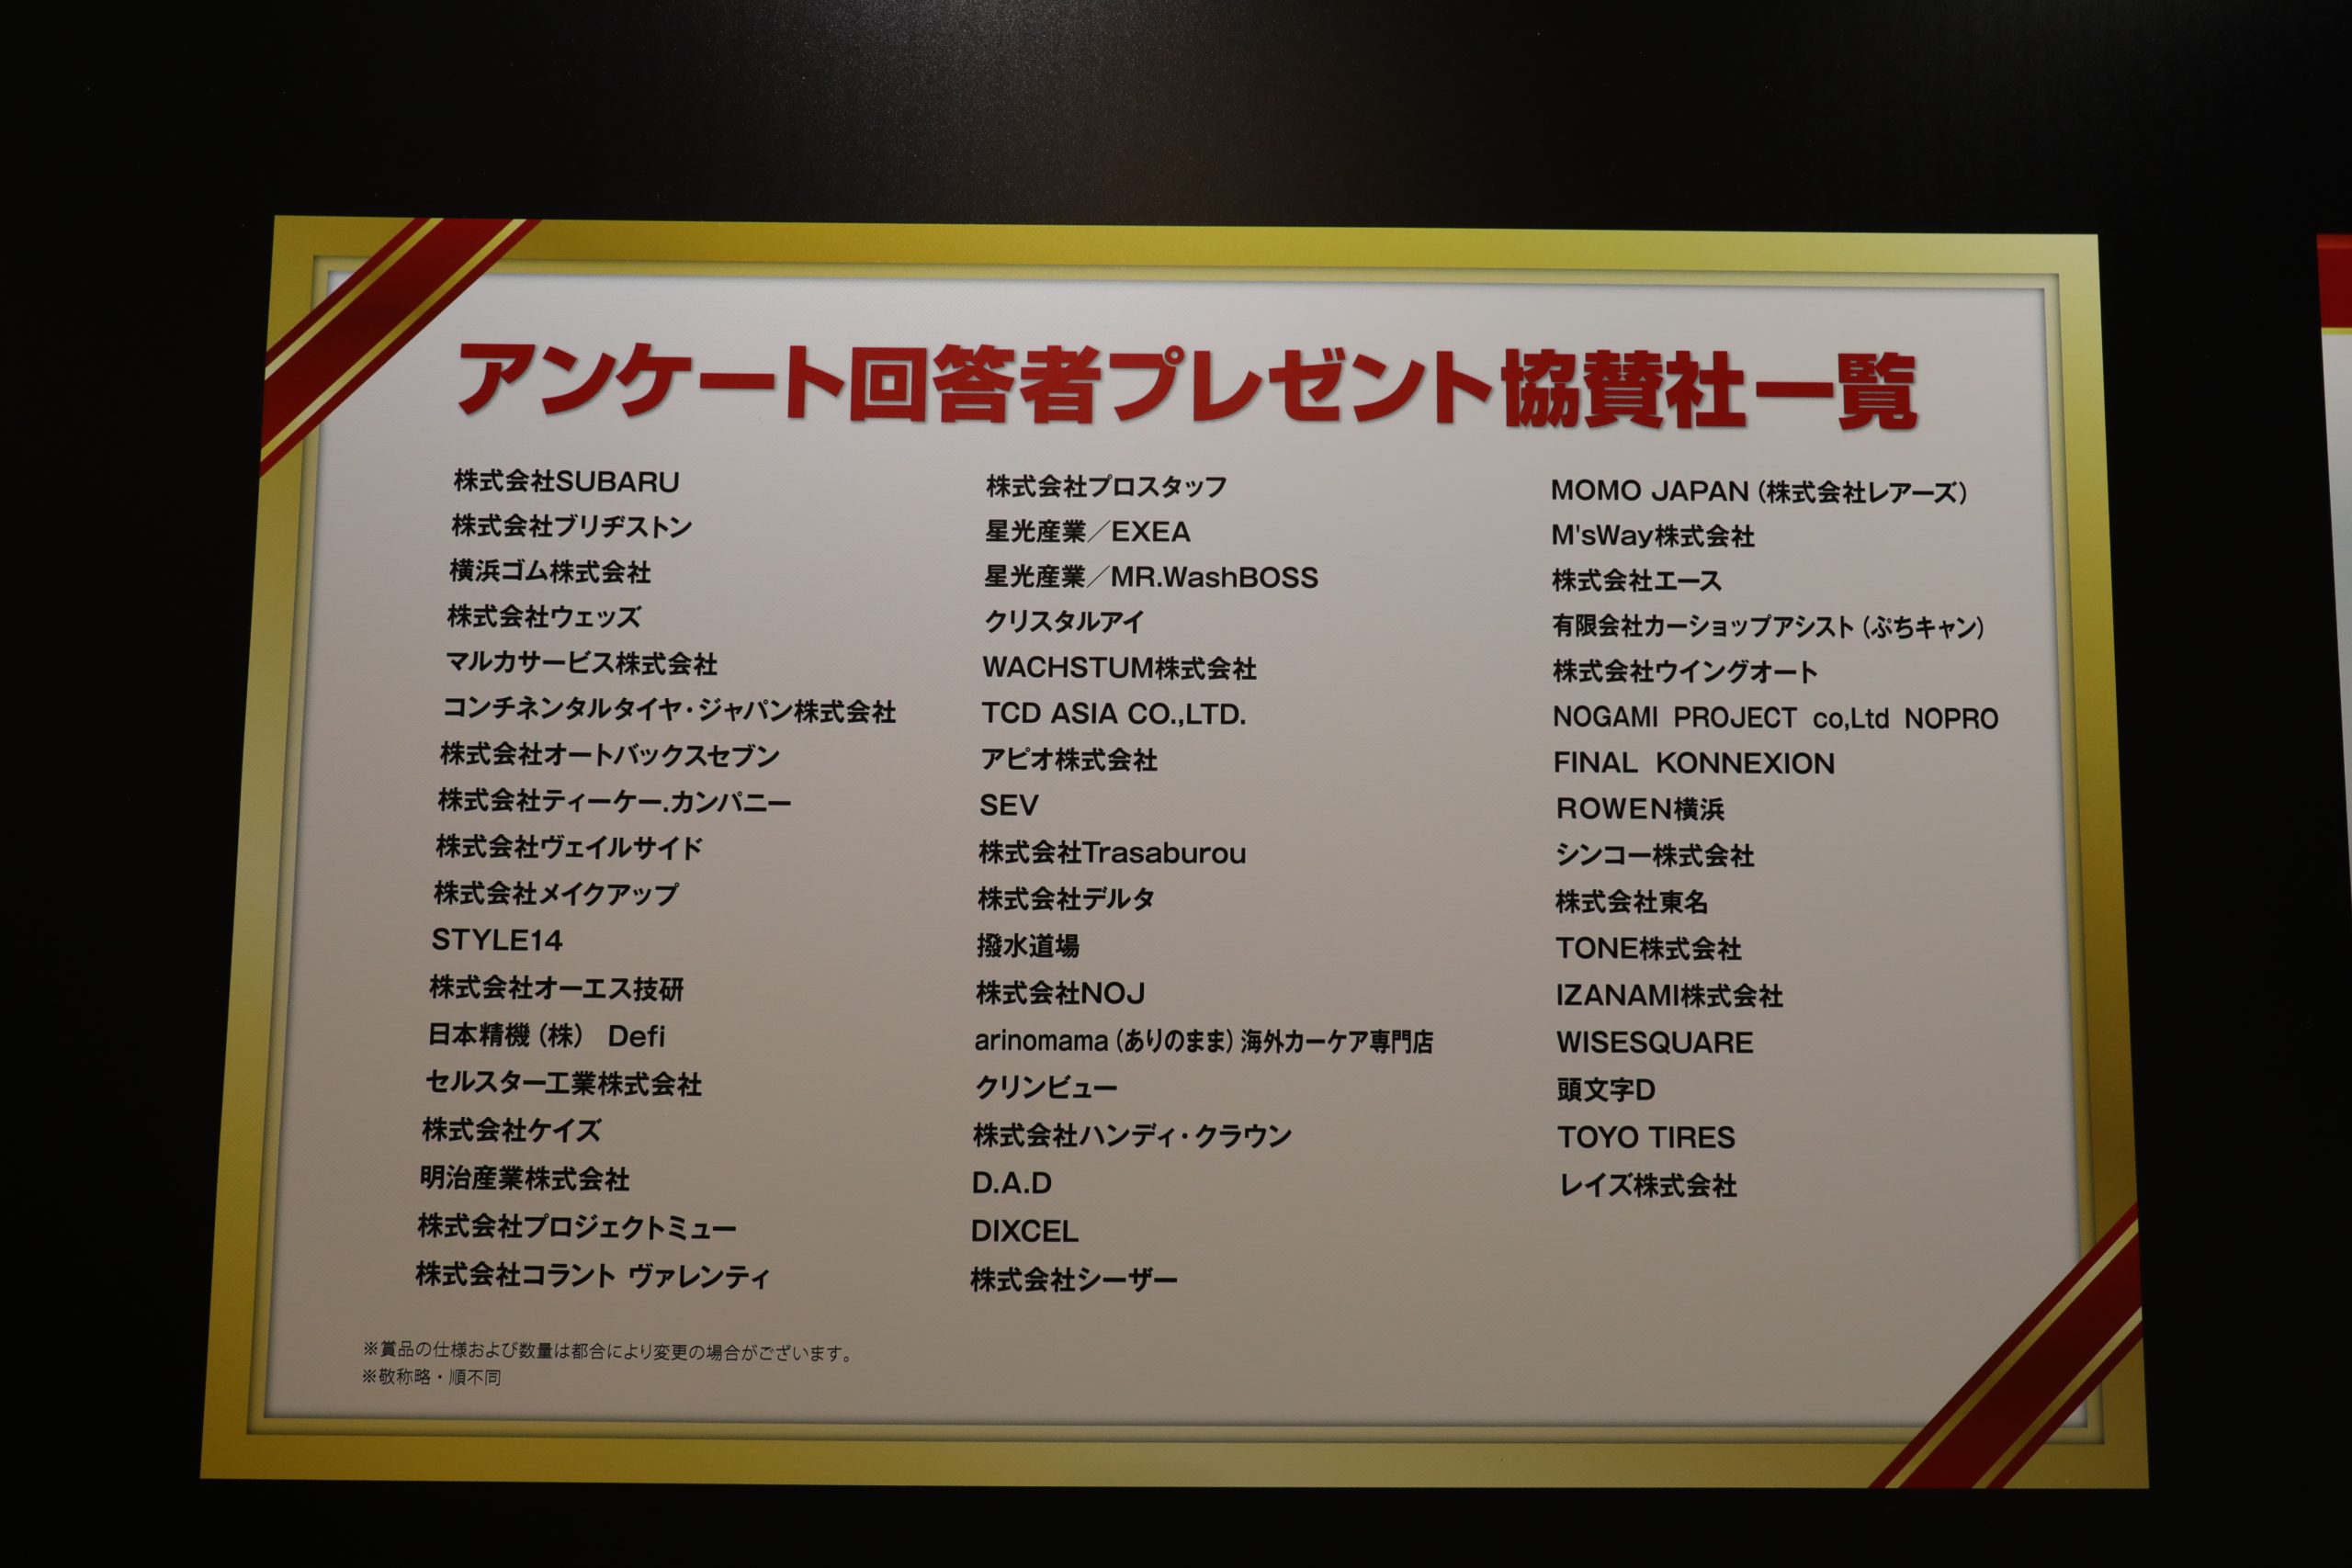 アンケート回答者プレゼント協賛社一覧
株式会社SUBARU
株式会社ブリヂストン
横浜ゴム株式会社
株式会社ウェッズ
マルカサービス株式会社
コンチネンタルタイヤ・ジャパン株式会社
株式会社オートバックスセブン
株式会社ティーケー.カンパニー
株式会社ヴェイルサイド
株式会社メイクアップ
STYLE14
株式会社オーエス技研
日本精機（株） Defi
セルスター工業株式会社
株式会社ケイズ
明治産業株式会社
株式会社プロジェクトミュー
株式会社コラント ヴァレンティ
株式会社プロスタッフ
星光産業／EXEA
星光産業／MR.WashBOSS
クリスタルアイ
WACHSTUM株式会社
TCD ASIA CO.,LTD.
アピオ株式会社
SEV
株式会社Trasaburou
株式会社デルタ
撥水道場
株式会社NOJ
arinomama（ありのまま）海外カーケア専門店
クリンビュー
株式会社ハンディ・クラウン
D.A.D
DIXCEL
株式会社シーザー
MOMO JAPAN（株式会社レアーズ）
M'sWay株式会社
株式会社エース
有限会社カーショップアシスト（ぷちキャン）
株式会社ウイングオート
NOGAMI PROJECT co,Ltd NOPRO
FINAL KONNEXION
ROWEN横浜
シンコー株式会社
株式会社東名
TONE株式会社
IZANAMI株式会社
WISESQUARE
頭文字D
TOYO TIRES
レイズ株式会社
※賞品の仕様および数量は都合により変更の場合がございます。
※敬称略・順不同